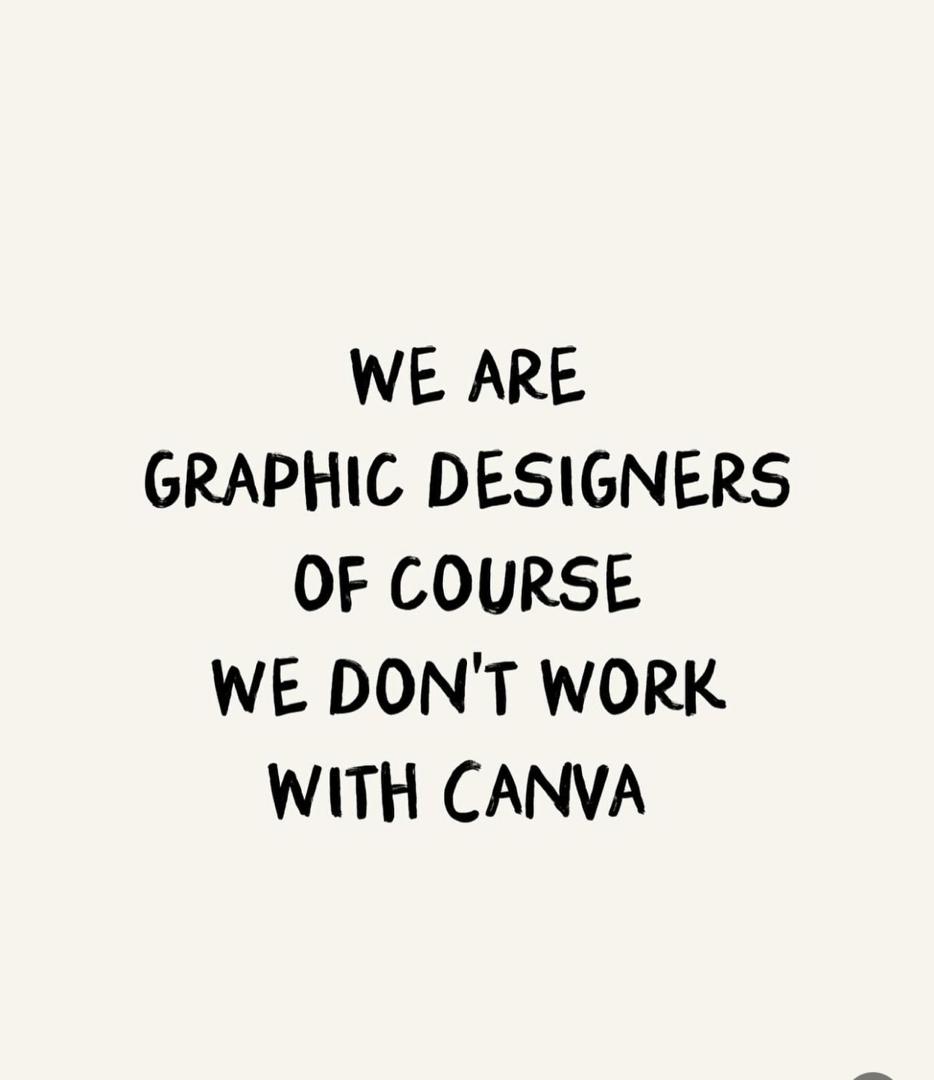 WE ARE
GRAPHIC DESIGNERS
OF COURSE
WE DON'T WORK
WITH CANVA